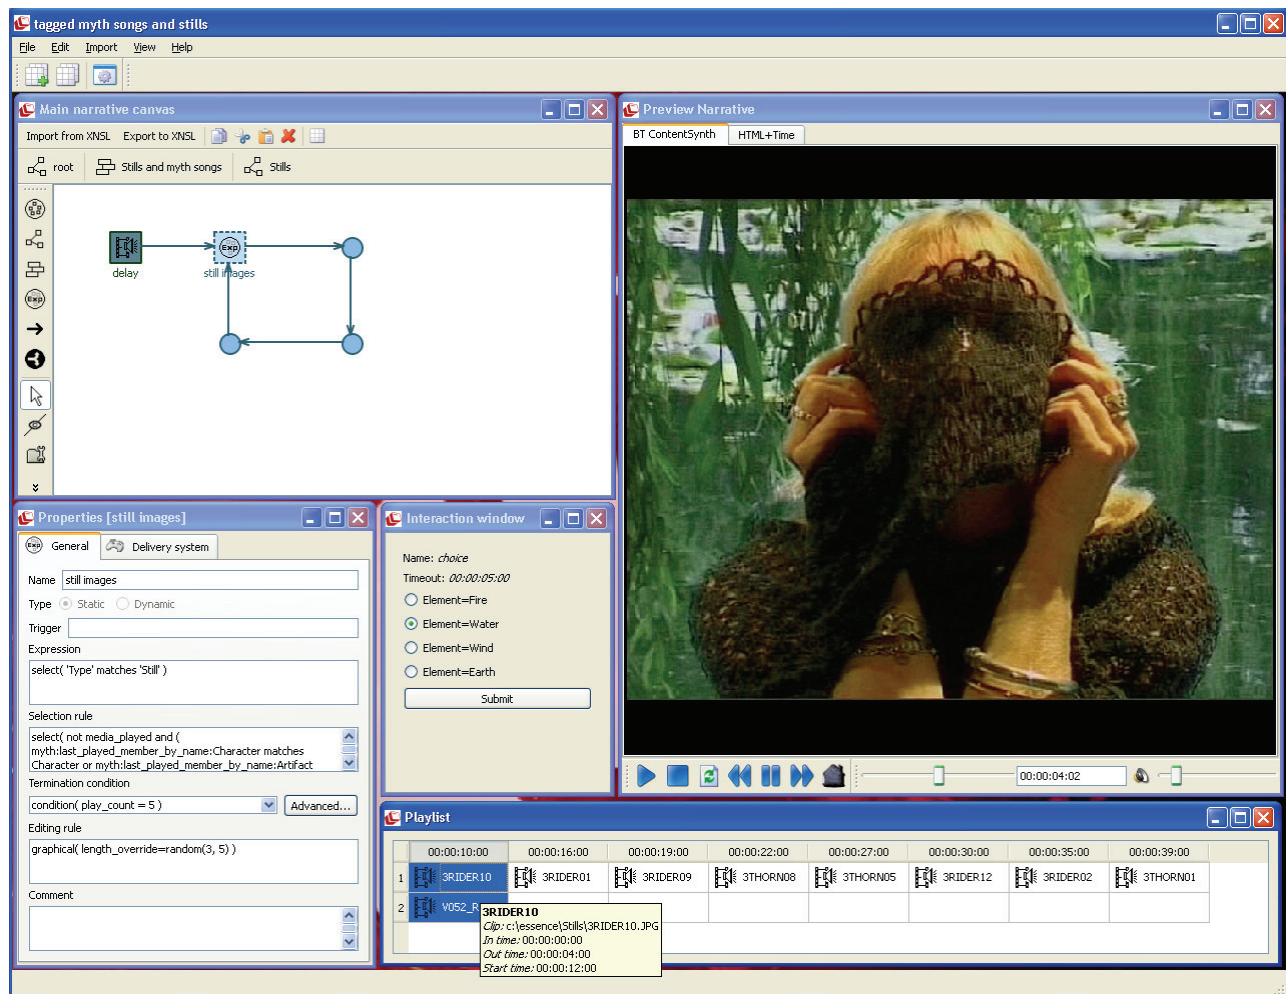 tagged myth songs and stills
File Edit Import View Help
Main narrative canvas
Import from XNSL Export to XNSL
root Stills and myth songs Stills
Exp
delay
still images
Exp
Preview Narrative
BT ContentSynth HTML+Time
00:00:04:02
Properties [still images]
Exp General Delivery system
Name still images
Type Static Dynamic
Trigger
Expression
select( 'Type' matches 'Still' )
Selection rule
select( not media_played and (
myth:last_played_member_by_name:Character matches
Character or myth:last_played_member_by_name:Artifact
Termination condition
condition( play_count = 5 ) Advanced...
Editing rule
graphical( length_override=random(3, 5) )
Comment
Interaction window
Name: choice
Timeout: 00:00:05:00
Element=Fire
Element=Water
Element=Wind
Element=Earth
Submit
Playlist
00:00:10:00 00:00:16:00 00:00:19:00 00:00:22:00 00:00:27:00 00:00:30:00 00:00:35:00 00:00:39:00
1 3RIDER10 3RIDER01 3RIDER09 3THORN08 3THORN05 3RIDER12 3RIDER02 3THORN01
2 V052_R
3RIDER10
Clip: c:\essence\Stills\3RIDER10.JPG
In time: 00:00:00:00
Out time: 00:00:04:00
Start time: 00:00:12:00